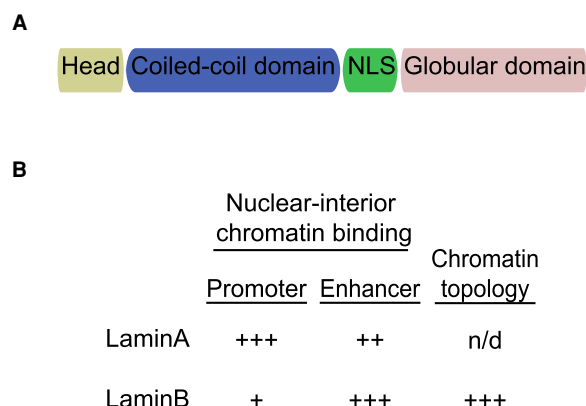 A
Head Coiled-coil domain NLS Globular domain
B
Nuclear-interior
chromatin binding
Chromatin
topology
Promoter Enhancer
LaminA +++ ++ n/d
LaminB + +++ +++